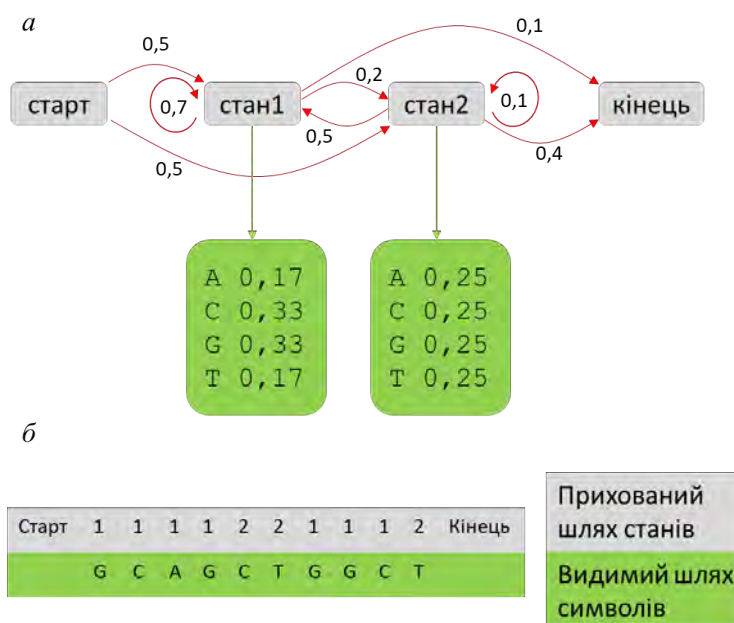 а
0,5
0,1
0,2
старт
0,7
стан1
стан2
0,1
кінець
0,5
0,5
0,4
A 0,17
C 0,33
G 0,33
T 0,17
A 0,25
C 0,25
G 0,25
T 0,25
б
Старт 1 1 1 1 2 2 1 1 1 2 Кінець
G C A G C T G G C T
Прихований
шлях станів
Видимий шлях
символів